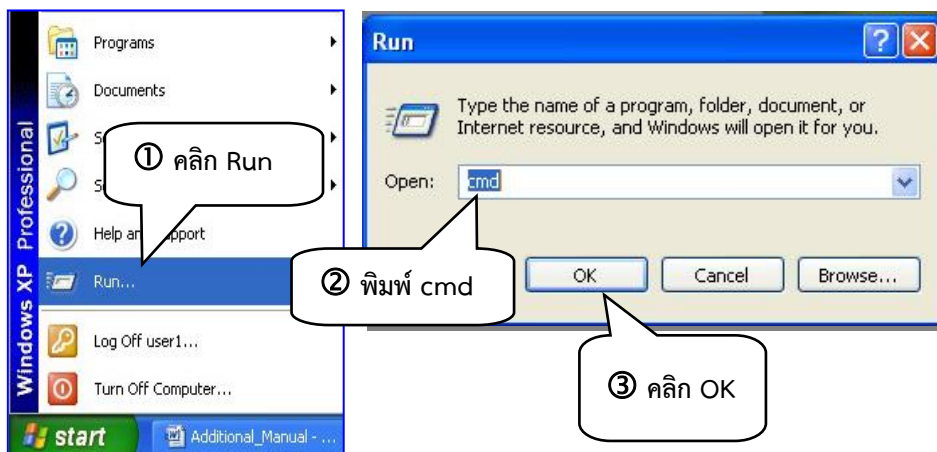 Windows XP Professional
Programs
Documents
S
S
Help an pport
Run...
Log Off user1...
Turn Off Computer...
start
Additional_Manual - ...
① คลิก Run
Run
Type the name of a program, folder, document, or
Internet resource, and Windows will open it for you.
Open:
cmd
② พิมพ์ cmd
OK
Cancel
Browse...
③ คลิก OK